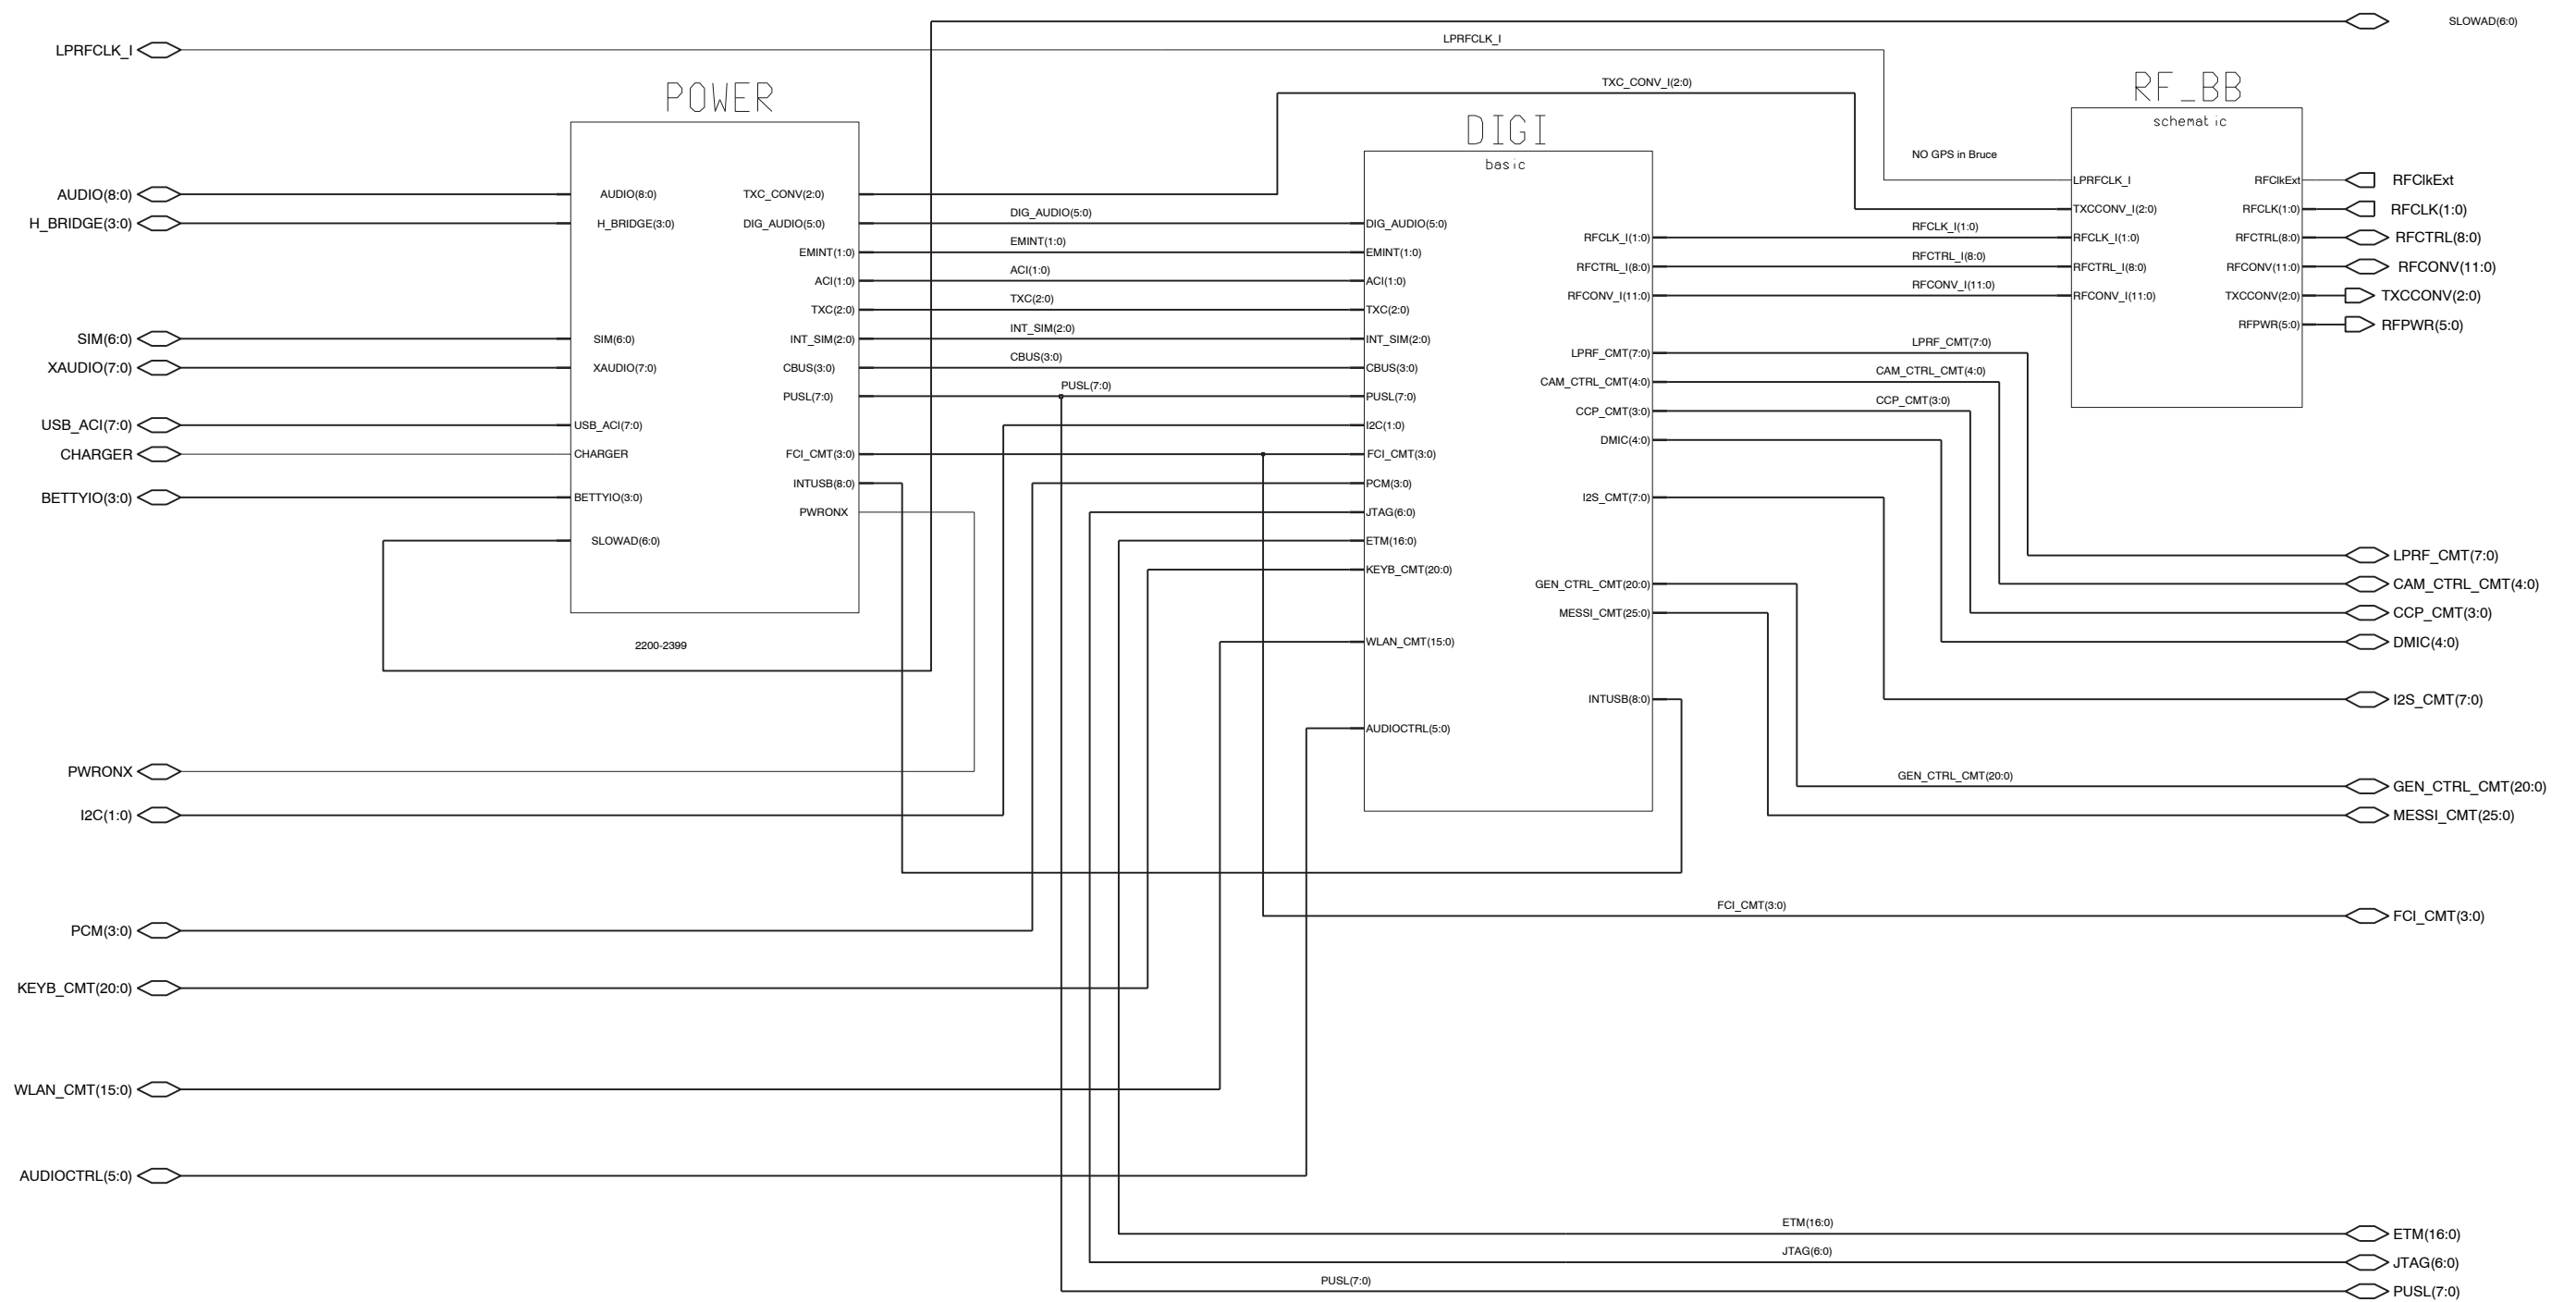 SLOWAD(6:0)
LPRFCLK_I
LPRFCLK_I
POWER
TXC_CONV_I(2:0)
RF_BB
schematic
DIGI
basic
NO GPS in Bruce
AUDIO(8:0)
H_BRIDGE(3:0)
SIM(6:0)
XAUDIO(7:0)
USB_ACI(7:0)
CHARGER
BETTYIO(3:0)
PWRONX
I2C(1:0)
PCM(3:0)
KEYB_CMT(20:0)
WLAN_CMT(15:0)
AUDIOCTRL(5:0)
AUDIO(8:0)
H_BRIDGE(3:0)
SIM(6:0)
XAUDIO(7:0)
USB_ACI(7:0)
CHARGER
BETTYIO(3:0)
SLOWAD(6:0)
TXC_CONV(2:0)
DIG_AUDIO(5:0)
EMINT(1:0)
ACI(1:0)
TXC(2:0)
INT_SIM(2:0)
CBUS(3:0)
PUSL(7:0)
FCI_CMT(3:0)
INTUSB(8:0)
PWRONX
2200-2399
DIG_AUDIO(5:0)
EMINT(1:0)
ACI(1:0)
TXC(2:0)
INT_SIM(2:0)
CBUS(3:0)
PUSL(7:0)
DIG_AUDIO(5:0)
EMINT(1:0)
ACI(1:0)
TXC(2:0)
INT_SIM(2:0)
CBUS(3:0)
PUSL(7:0)
I2C(1:0)
FCI_CMT(3:0)
PCM(3:0)
JTAG(6:0)
ETM(16:0)
KEYB_CMT(20:0)
WLAN_CMT(15:0)
AUDIOCTRL(5:0)
RFCLK_I(1:0)
RFCTRL_I(8:0)
RFCONV_I(11:0)
LPRF_CMT(7:0)
CAM_CTRL_CMT(4:0)
CCP_CMT(3:0)
DMIC(4:0)
I2S_CMT(7:0)
GEN_CTRL_CMT(20:0)
MESSI_CMT(25:0)
INTUSB(8:0)
RFCLK_I(1:0)
RFCTRL_I(8:0)
RFCONV_I(11:0)
LPRF_CMT(7:0)
CAM_CTRL_CMT(4:0)
CCP_CMT(3:0)
GEN_CTRL_CMT(20:0)
FCI_CMT(3:0)
ETM(16:0)
JTAG(6:0)
PUSL(7:0)
LPRFCLK_I
TXCCONV_I(2:0)
RFCLK_I(1:0)
RFCTRL_I(8:0)
RFCONV_I(11:0)
RFClkExt
RFCLK(1:0)
RFCTRL(8:0)
RFCONV(11:0)
TXCCONV(2:0)
RFPWR(5:0)
RFClkExt
RFCLK(1:0)
RFCTRL(8:0)
RFCONV(11:0)
TXCCONV(2:0)
RFPWR(5:0)
LPRF_CMT(7:0)
CAM_CTRL_CMT(4:0)
CCP_CMT(3:0)
DMIC(4:0)
I2S_CMT(7:0)
GEN_CTRL_CMT(20:0)
MESSI_CMT(25:0)
FCI_CMT(3:0)
ETM(16:0)
JTAG(6:0)
PUSL(7:0)